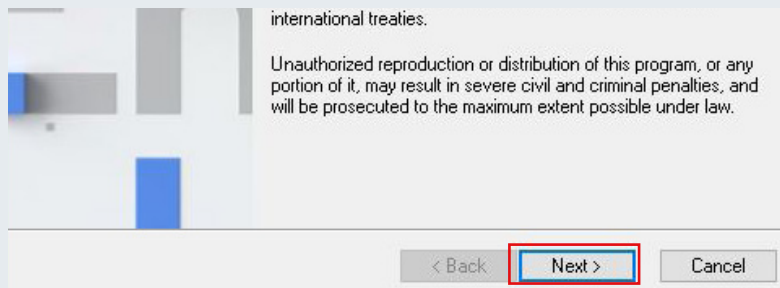 international treaties.
Unauthorized reproduction or distribution of this program, or any
portion of it, may result in severe civil and criminal penalties, and
will be prosecuted to the maximum extent possible under law.
< Back Next > Cancel